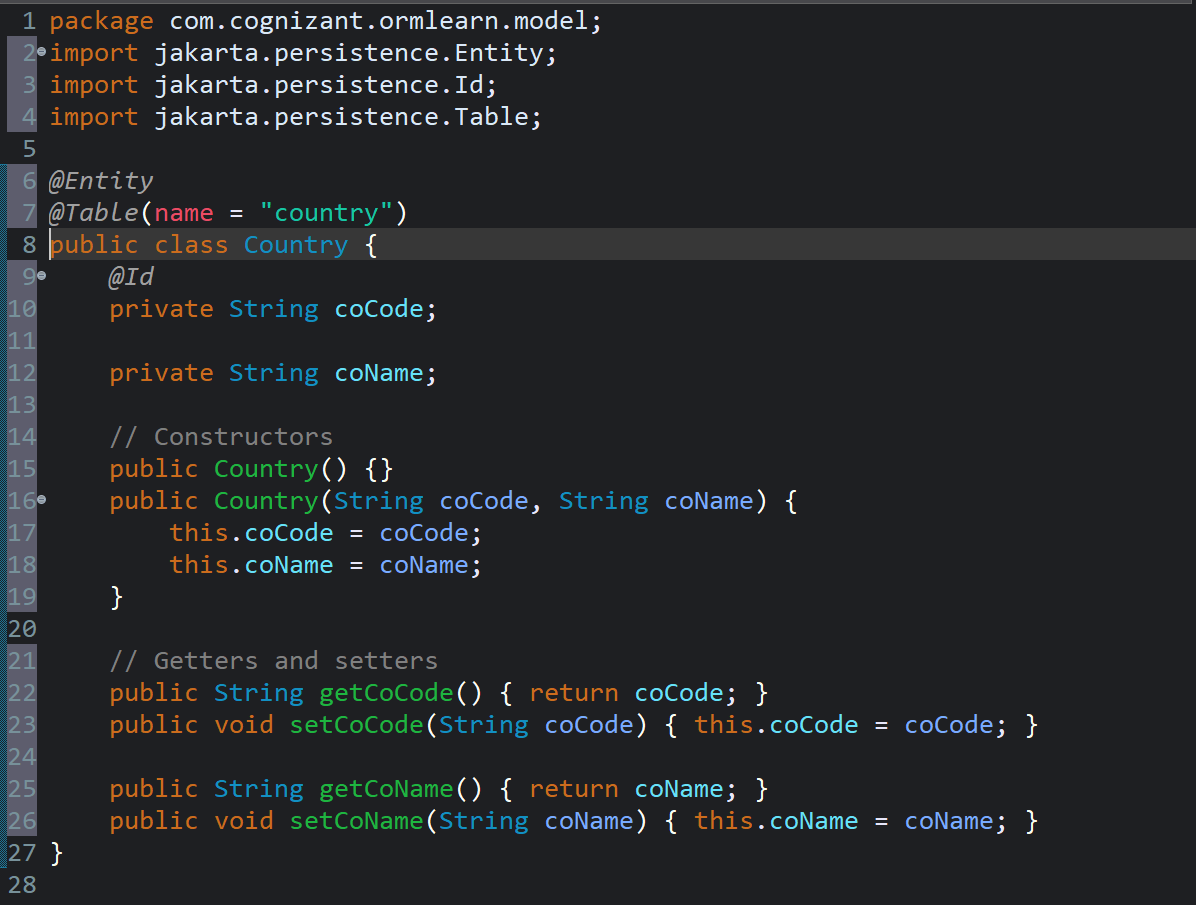 1 package com.cognizant.ormlearn.model;
2 import jakarta.persistence.Entity;
3 import jakarta.persistence.Id;
4 import jakarta.persistence.Table;
5
6 @Entity
7 @Table(name = "country")
8 public class Country {
9     @Id
10     private String coCode;
11
12     private String coName;
13
14     // Constructors
15     public Country() {}
16     public Country(String coCode, String coName) {
17         this.coCode = coCode;
18         this.coName = coName;
19     }
20
21     // Getters and setters
22     public String getCoCode() { return coCode; }
23     public void setCoCode(String coCode) { this.coCode = coCode; }
24
25     public String getCoName() { return coName; }
26     public void setCoName(String coName) { this.coName = coName; }
27 }
28